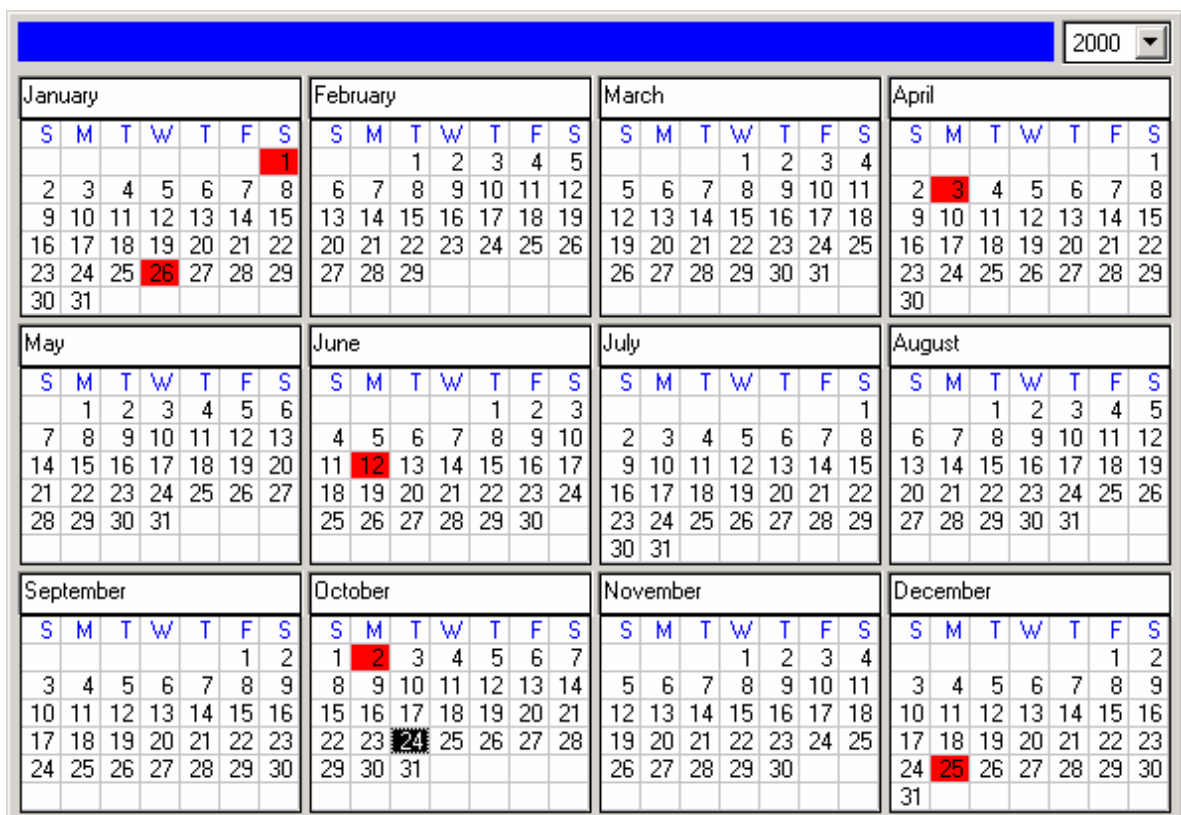 2000
January February March April
S M T W T F S S M T W T F S S M T W T F S S M T W T F S
1 1 2 3 4 5 1 2 3 4 1
2 3 4 5 6 7 8 6 7 8 9 10 11 12 5 6 7 8 9 10 11 2 3 4 5 6 7 8
9 10 11 12 13 14 15 13 14 15 16 17 18 19 12 13 14 15 16 17 18 9 10 11 12 13 14 15
16 17 18 19 20 21 22 20 21 22 23 24 25 26 19 20 21 22 23 24 25 16 17 18 19 20 21 22
23 24 25 26 27 28 29 27 28 29 26 27 28 29 30 31 23 24 25 26 27 28 29
30 31 30
May June July August
S M T W T F S S M T W T F S S M T W T F S S M T W T F S
1 2 3 4 5 6 1 2 3 1 1 2 3 4 5
7 8 9 10 11 12 13 4 5 6 7 8 9 10 2 3 4 5 6 7 8 6 7 8 9 10 11 12
14 15 16 17 18 19 20 11 12 13 14 15 16 17 9 10 11 12 13 14 15 13 14 15 16 17 18 19
21 22 23 24 25 26 27 18 19 20 21 22 23 24 16 17 18 19 20 21 22 20 21 22 23 24 25 26
28 29 30 31 25 26 27 28 29 30 23 24 25 26 27 28 29 27 28 29 30 31
30 31
September October November December
S M T W T F S S M T W T F S S M T W T F S S M T W T F S
1 2 1 2 3 4 5 6 7 1 2 3 4 1 2
3 4 5 6 7 8 9 8 9 10 11 12 13 14 5 6 7 8 9 10 11 3 4 5 6 7 8 9
10 11 12 13 14 15 16 15 16 17 18 19 20 21 12 13 14 15 16 17 18 10 11 12 13 14 15 16
17 18 19 20 21 22 23 22 23 24 25 26 27 28 19 20 21 22 23 24 25 17 18 19 20 21 22 23
24 25 26 27 28 29 30 29 30 31 26 27 28 29 30 24 25 26 27 28 29 30
31